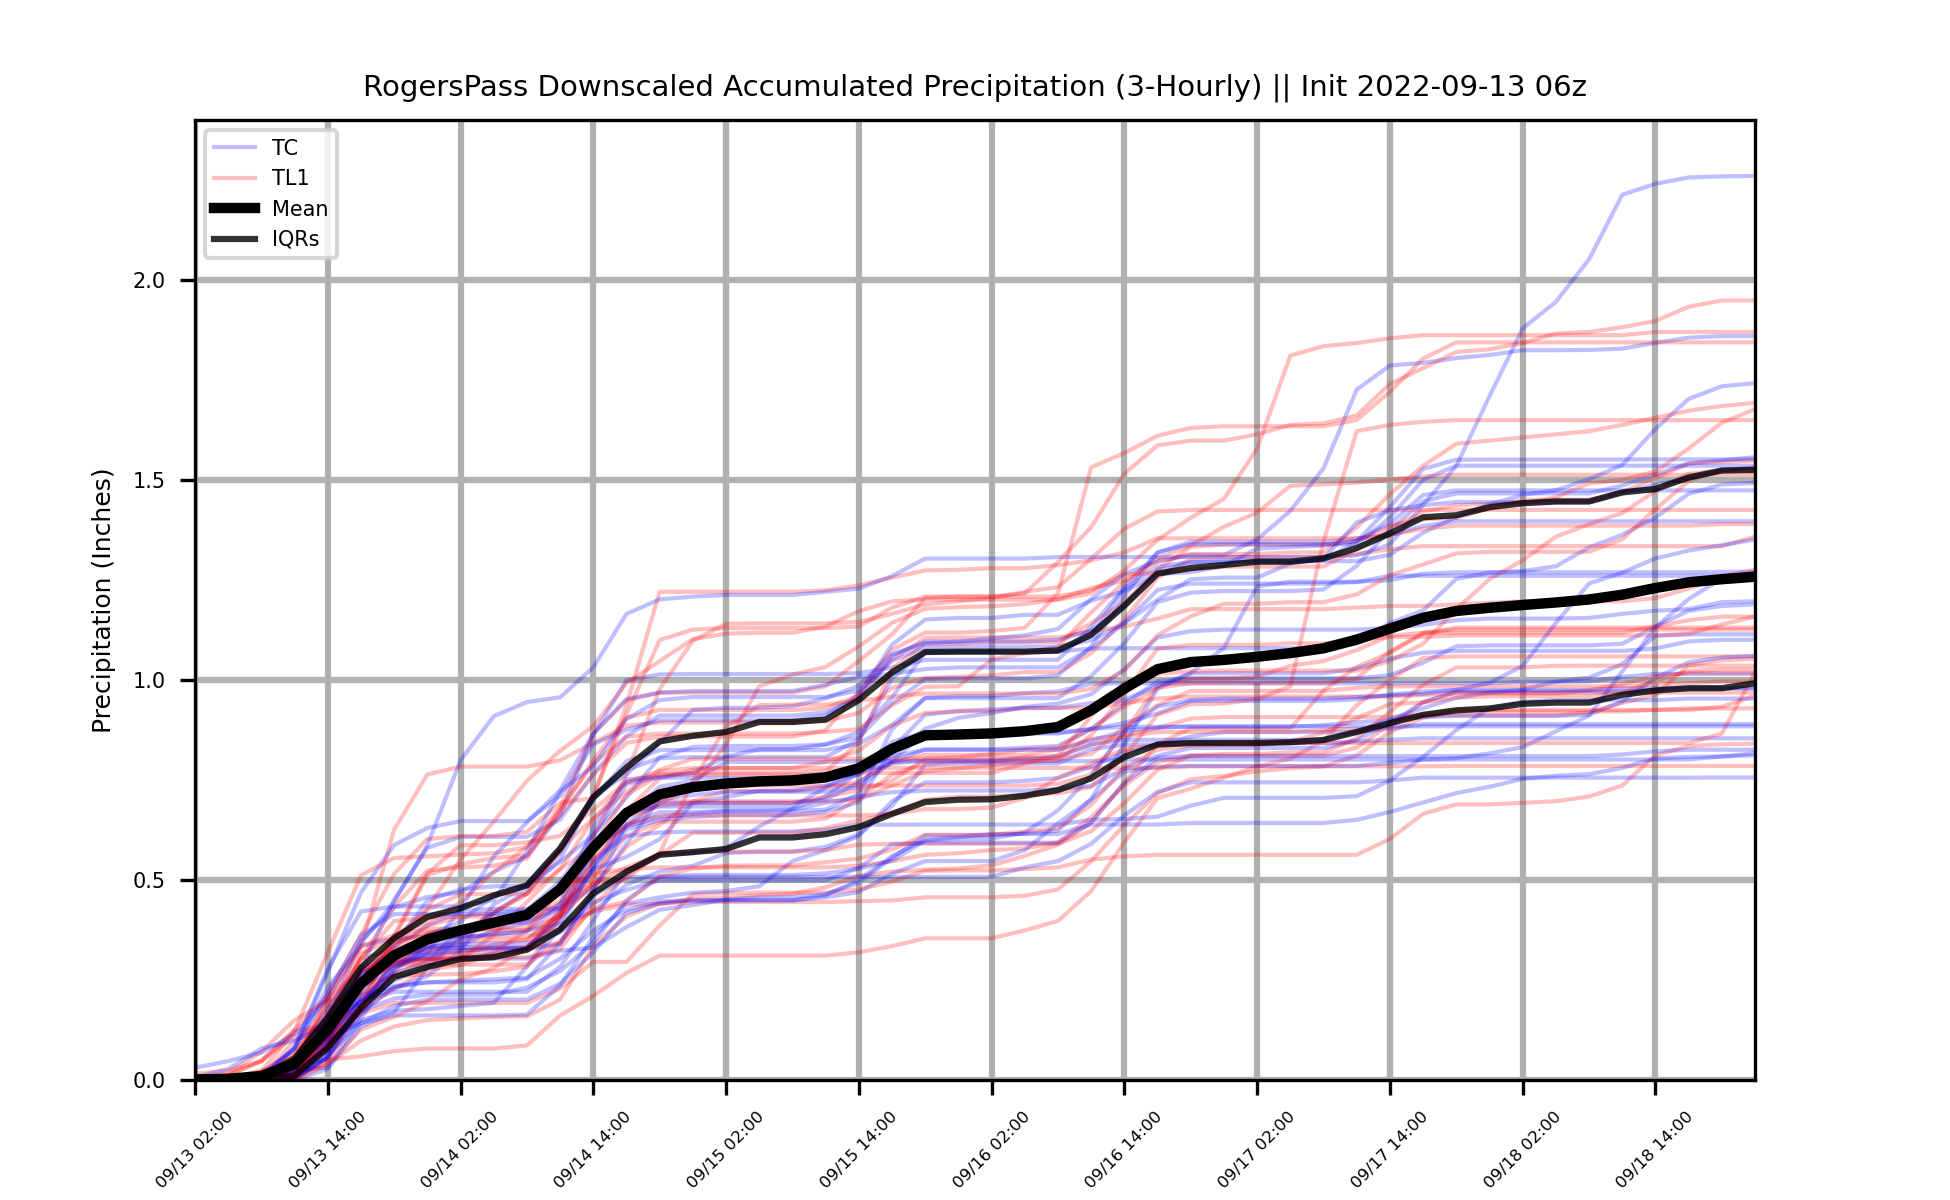 RogersPass Downscaled Accumulated Precipitation (3-Hourly) || Init 2022-09-13 06z
TC
TL1
Mean
IQRs
Precipitation (Inches)
2.0
1.5
1.0
0.5
0.0
09/13 02:00
09/13 14:00
09/14 02:00
09/14 14:00
09/15 02:00
09/15 14:00
09/16 02:00
09/16 14:00
09/17 02:00
09/17 14:00
09/18 02:00
09/18 14:00